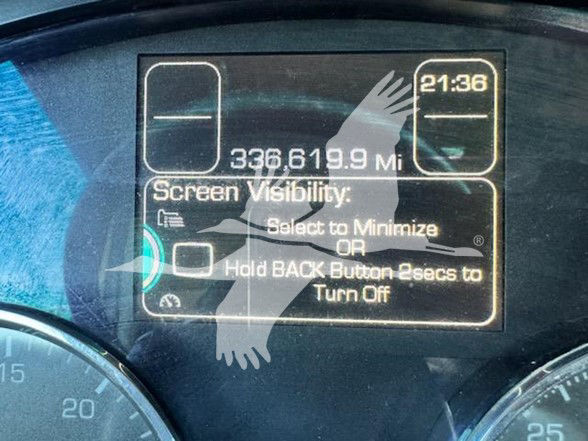 21:36
336,619.9 Mi
Screen Visibility:
Select to Minimize
OR
Hold BACK Button 2secs to
Turn Off
®
15
20
25